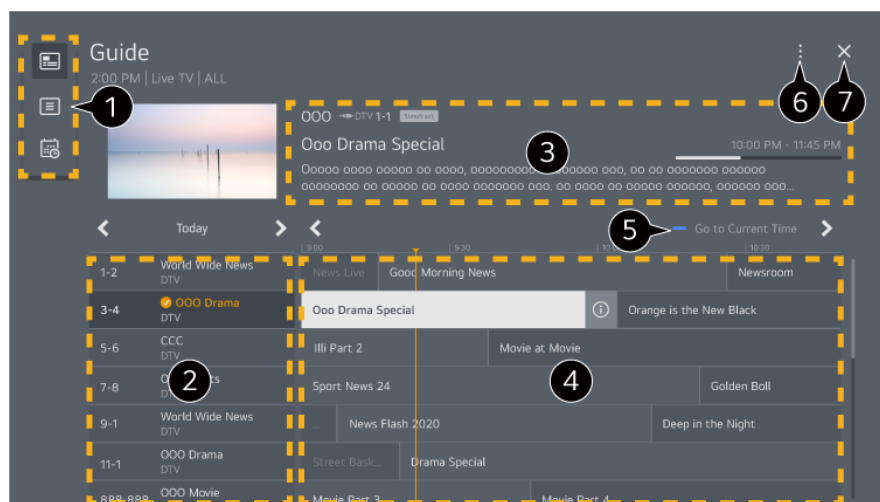 Guide
2:00 PM | Live TV | ALL
1
6
7
OOO DTV 1-1 Simulcast
Ooo Drama Special
3
10:00 PM - 11:45 PM
Today
5
Go to Current Time
9:00
9:30
10:30
1-2
World Wide News
DTV
News Live
Good Morning News
Newsroom
3-4
OOO Drama
DTV
Ooo Drama Special
Orange is the New Black
5-6
CCC
DTV
Illi Part 2
Movie at Movie
7-8
2
Sport News 24
4
Golden Boll
9-1
World Wide News
DTV
...
News Flash 2020
Deep in the Night
11-1
OOO Drama
DTV
Street Bask...
Drama Special
888-888
OOO Movie
Movie Part 3
Movie Part 4